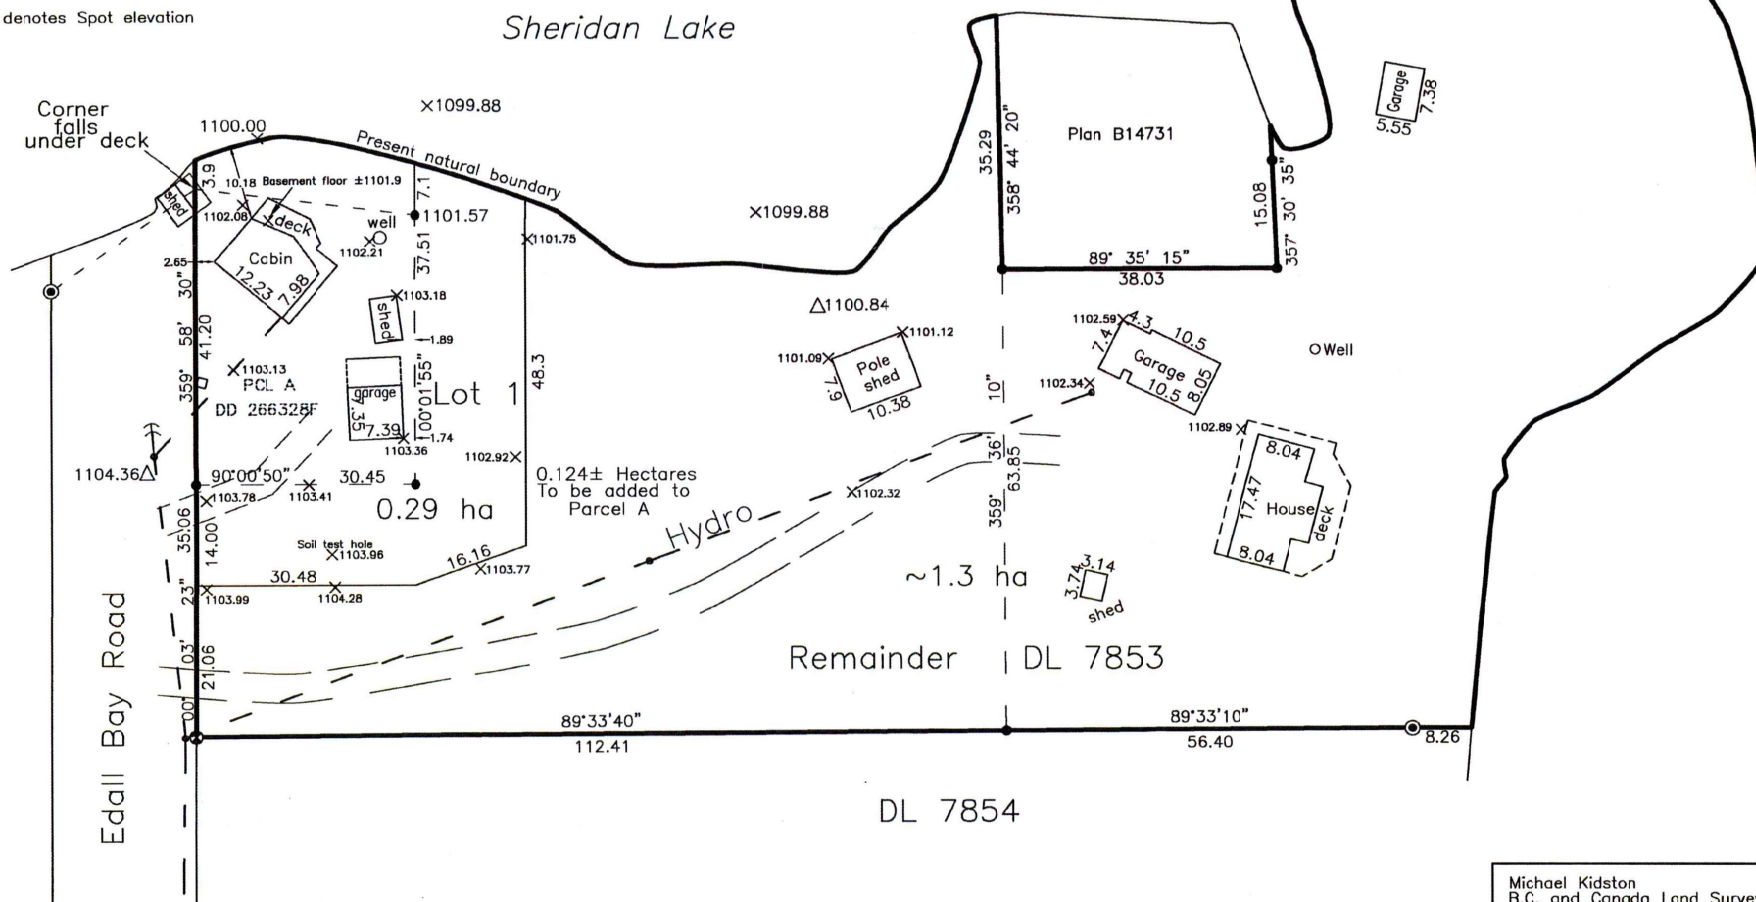 denotes Spot elevation
Sheridan Lake
Corner
falls
under deck
1100.00
1099.88
Present natural boundary
3.9
10.18
Basement floor ±1101.9
7.1
shed
1102.08
deck
well
1101.57
1102.21
1101.75
1099.88
2.65
Ccbin
12.23
7.98
37.51
1103.18
shed
1.89
359° 58' 30"
41.20
1103.13
PCL A
DD 266328F
garage
7.35
7.39
1103.36
1.74
00°01'55"
Lot 1
48.3
1104.36
90°00'50"
30.45
1103.78
1103.41
1102.92
0.124± Hectares
To be added to
Parcel A
0.29 ha
35.06
14.00
Soil test hole
1103.96
16.16
1103.77
30.48
1103.99
1104.28
00° 03' 23"
21.06
Edall Bay Road
Hydro
1102.32
35.29
358° 44' 20"
Plan B14731
15.08
357° 30' 35"
89° 35' 15"
38.03
Garage
7.38
5.55
1100.84
1101.12
1101.09
Pole
shed
7.9
10.38
1102.59
4.3
10.5
7.4
Garage
10.5
8.05
1102.34
Well
1102.89
8.04
17.47
House
deck
8.04
359° 36' 10"
63.85
~1.3 ha
3.74
3.14
shed
Remainder DL 7853
89°33'40"
112.41
89°33'10"
56.40
8.26
DL 7854
Michael Kidston
B.C. and Canada Land Survey